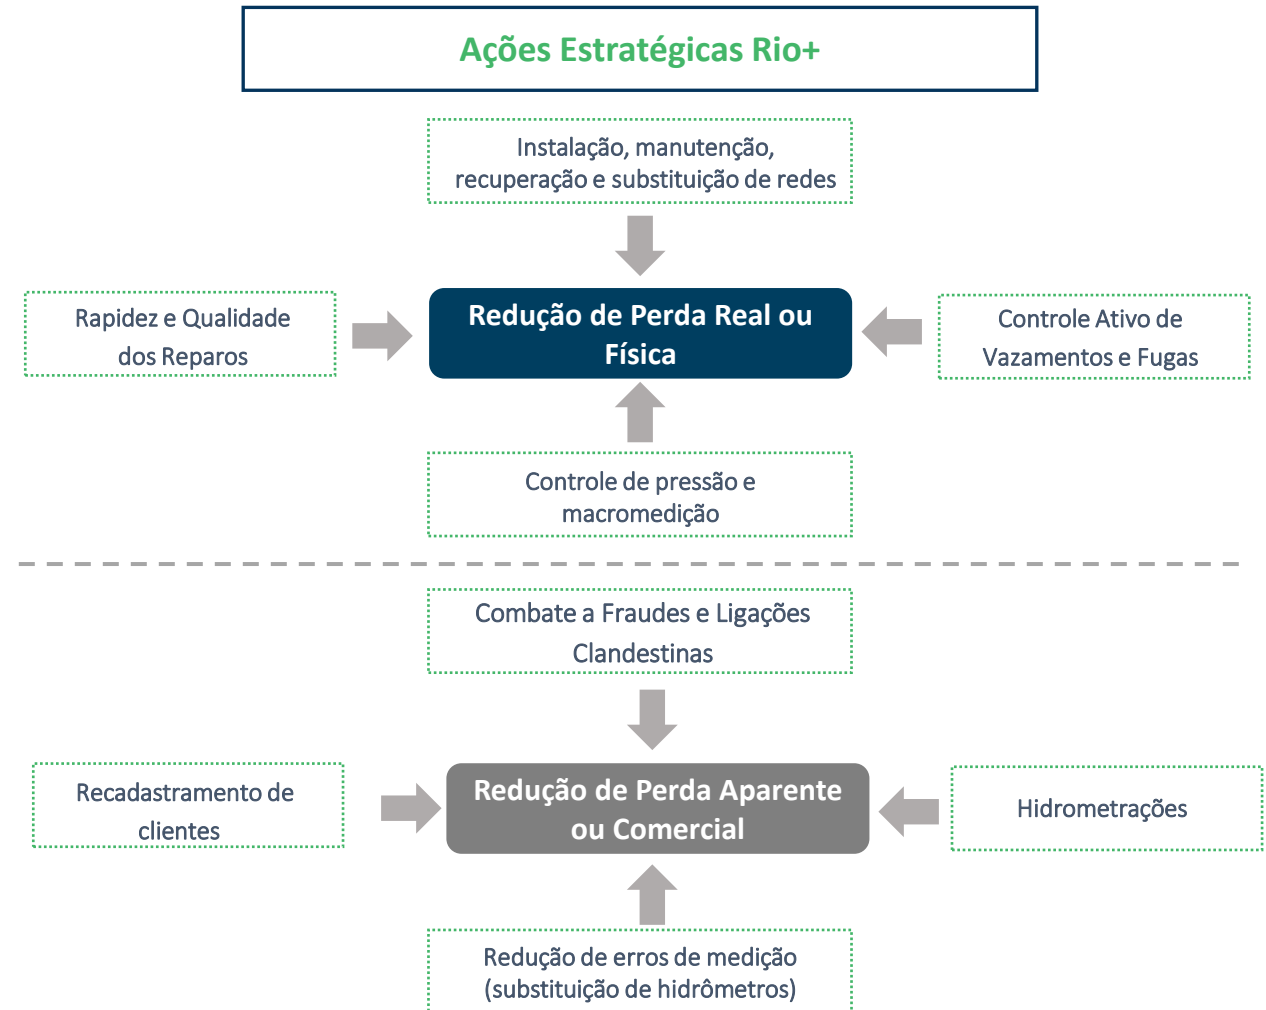 Ações Estratégicas Rio+
Instalação, manutenção,
recuperação e substituição de redes
Rapidez e Qualidade
dos Reparos
Redução de Perda Real ou
Física
Controle Ativo de
Vazamentos e Fugas
Controle de pressão e
macromedição
Combate a Fraudes e Ligações
Clandestinas
Recadastramento de
clientes
Redução de Perda Aparente
ou Comercial
Hidrometrações
Redução de erros de medição
(substituição de hidrômetros)